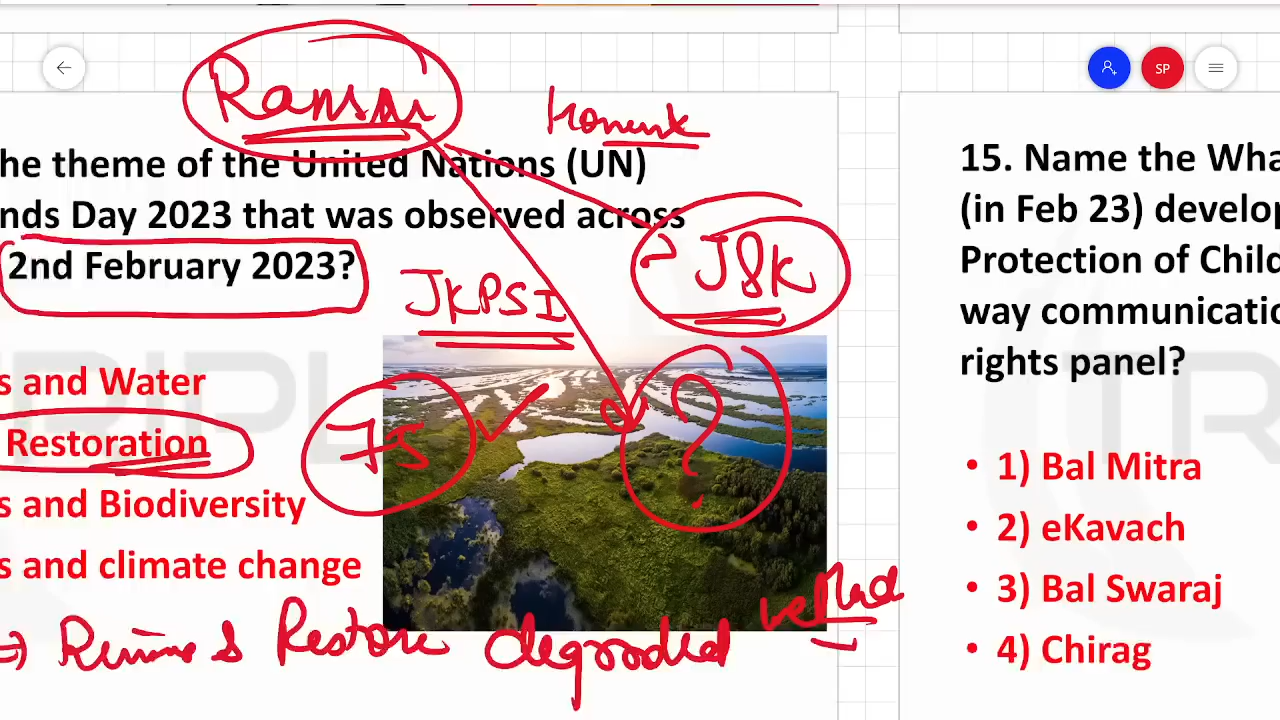 Ramsar
he theme of the United Nations (UN)
nds Day 2023 that was observed across
2nd February 2023?
J&K
JKPSI
s and Water
Restoration
75
?
s and Biodiversity
s and climate change
Revive & Restore degraded wetland
SP
15. Name the Wha
(in Feb 23) develop
Protection of Child
way communicatio
rights panel?
• 1) Bal Mitra
• 2) eKavach
• 3) Bal Swaraj
• 4) Chirag